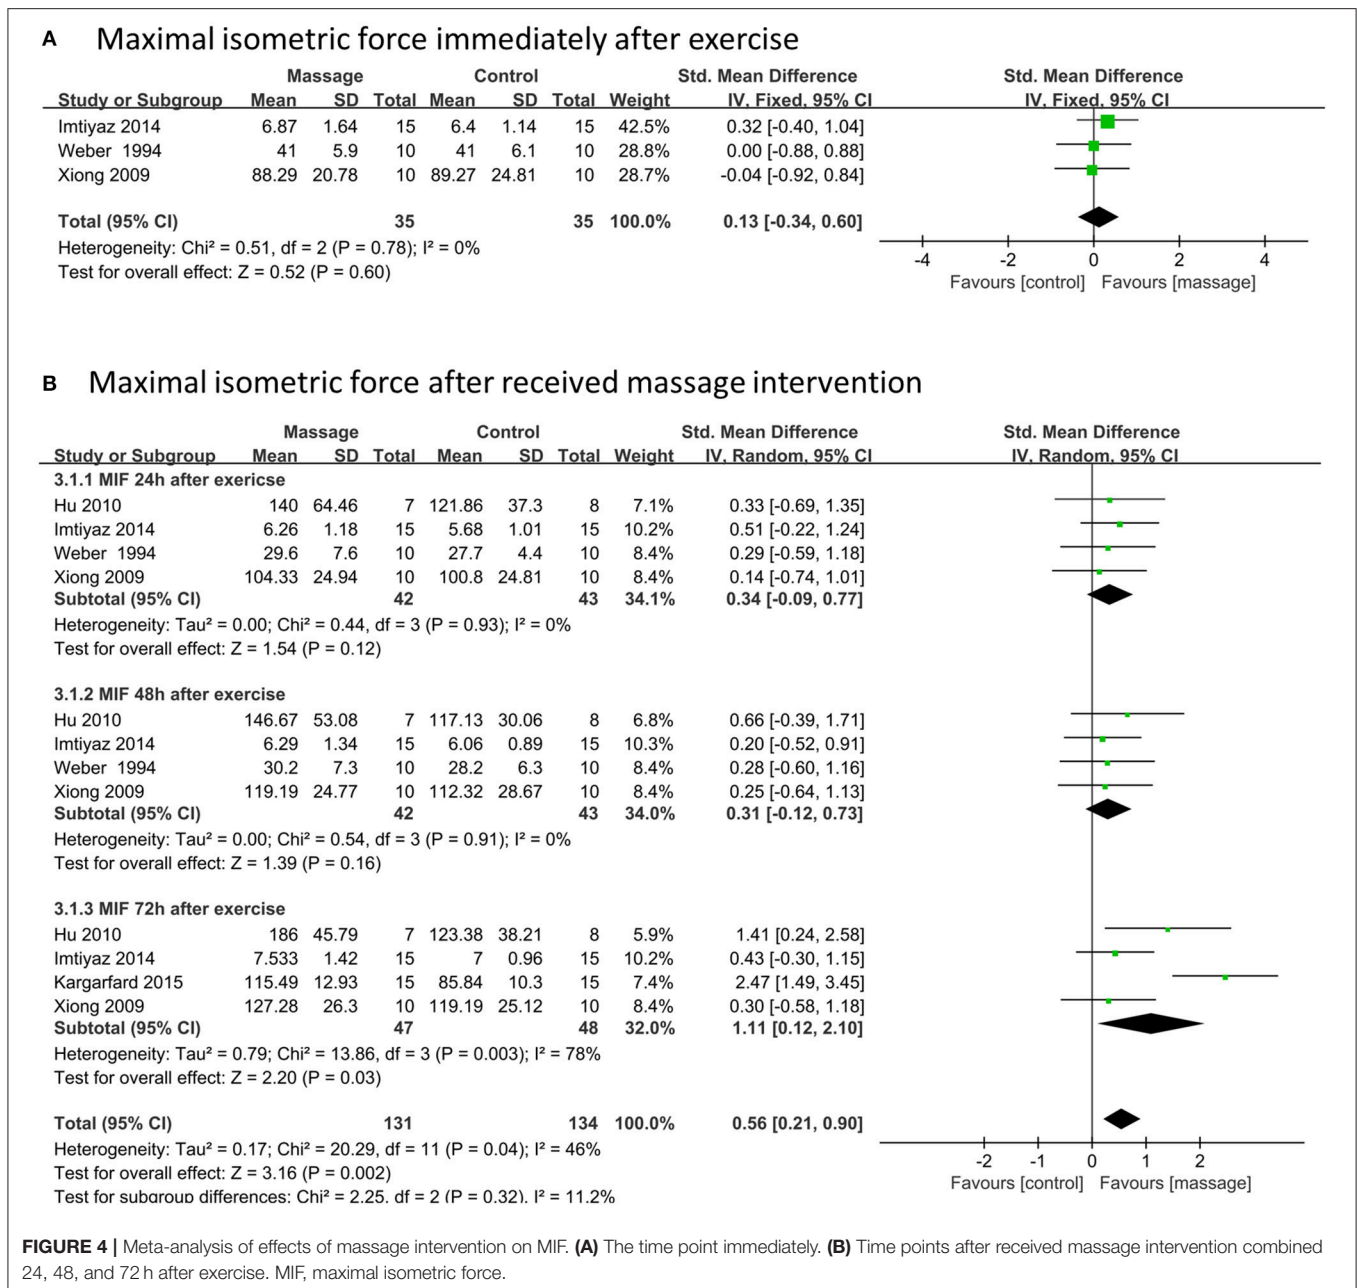 A Maximal isometric force immediately after exercise
Massage Control Std. Mean Difference Std. Mean Difference
Study or Subgroup Mean SD Total Mean SD Total Weight IV, Fixed, 95% CI IV, Fixed, 95% CI
Imtiyaz 2014 6.87 1.64 15 6.4 1.14 15 42.5% 0.32 [-0.40, 1.04]
Weber 1994 41 5.9 10 41 6.1 10 28.8% 0.00 [-0.88, 0.88]
Xiong 2009 88.29 20.78 10 89.27 24.81 10 28.7% -0.04 [-0.92, 0.84]
Total (95% CI) 35 35 100.0% 0.13 [-0.34, 0.60]
Heterogeneity: Chi² = 0.51, df = 2 (P = 0.78); I² = 0%
Test for overall effect: Z = 0.52 (P = 0.60)
-4 -2 0 2 4
Favours [control] Favours [massage]
B Maximal isometric force after received massage intervention
Massage Control Std. Mean Difference Std. Mean Difference
Study or Subgroup Mean SD Total Mean SD Total Weight IV, Random, 95% CI IV, Random, 95% CI
3.1.1 MIF 24h after exericse
Hu 2010 140 64.46 7 121.86 37.3 8 7.1% 0.33 [-0.69, 1.35]
Imtiyaz 2014 6.26 1.18 15 5.68 1.01 15 10.2% 0.51 [-0.22, 1.24]
Weber 1994 29.6 7.6 10 27.7 4.4 10 8.4% 0.29 [-0.59, 1.18]
Xiong 2009 104.33 24.94 10 100.8 24.81 10 8.4% 0.14 [-0.74, 1.01]
Subtotal (95% CI) 42 43 34.1% 0.34 [-0.09, 0.77]
Heterogeneity: Tau² = 0.00; Chi² = 0.44, df = 3 (P = 0.93); I² = 0%
Test for overall effect: Z = 1.54 (P = 0.12)
3.1.2 MIF 48h after exercise
Hu 2010 146.67 53.08 7 117.13 30.06 8 6.8% 0.66 [-0.39, 1.71]
Imtiyaz 2014 6.29 1.34 15 6.06 0.89 15 10.3% 0.20 [-0.52, 0.91]
Weber 1994 30.2 7.3 10 28.2 6.3 10 8.4% 0.28 [-0.60, 1.16]
Xiong 2009 119.19 24.77 10 112.32 28.67 10 8.4% 0.25 [-0.64, 1.13]
Subtotal (95% CI) 42 43 34.0% 0.31 [-0.12, 0.73]
Heterogeneity: Tau² = 0.00; Chi² = 0.54, df = 3 (P = 0.91); I² = 0%
Test for overall effect: Z = 1.39 (P = 0.16)
3.1.3 MIF 72h after exercise
Hu 2010 186 45.79 7 123.38 38.21 8 5.9% 1.41 [0.24, 2.58]
Imtiyaz 2014 7.533 1.42 15 7 0.96 15 10.2% 0.43 [-0.30, 1.15]
Kargarfard 2015 115.49 12.93 15 85.84 10.3 15 7.4% 2.47 [1.49, 3.45]
Xiong 2009 127.28 26.3 10 119.19 25.12 10 8.4% 0.30 [-0.58, 1.18]
Subtotal (95% CI) 47 48 32.0% 1.11 [0.12, 2.10]
Heterogeneity: Tau² = 0.79; Chi² = 13.86, df = 3 (P = 0.003); I² = 78%
Test for overall effect: Z = 2.20 (P = 0.03)
Total (95% CI) 131 134 100.0% 0.56 [0.21, 0.90]
Heterogeneity: Tau² = 0.17; Chi² = 20.29, df = 11 (P = 0.04); I² = 46%
Test for overall effect: Z = 3.16 (P = 0.002)
Test for subgroup differences: Chi² = 2.25, df = 2 (P = 0.32), I² = 11.2%
-2 -1 0 1 2
Favours [control] Favours [massage]
FIGURE 4 | Meta-analysis of effects of massage intervention on MIF. (A) The time point immediately. (B) Time points after received massage intervention combined
24, 48, and 72 h after exercise. MIF, maximal isometric force.